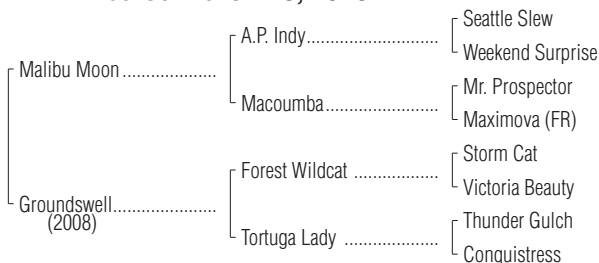 Seattle Slew
A.P. Indy
Weekend Surprise
Malibu Moon
Mr. Prospector
Macoumba
Maximova (FR)
Storm Cat
Forest Wildcat
Victoria Beauty
Groundswell
(2008)
Thunder Gulch
Tortuga Lady
Conquistress